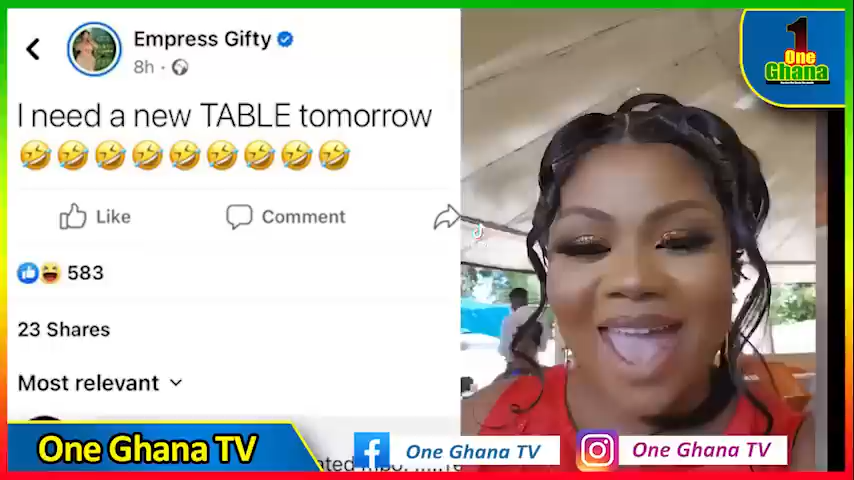 Empress Gifty
8h
I need a new TABLE tomorrow
🤣🤣🤣🤣🤣🤣🤣🤣🤣
Like
Comment
583
23 Shares
Most relevant
1
One
Ghana
One Ghana TV
One Ghana TV
One Ghana TV